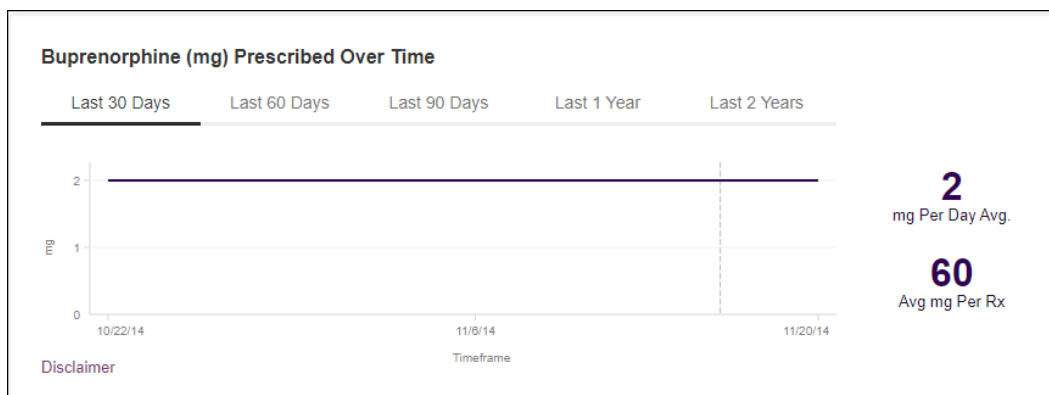 Buprenorphine (mg) Prescribed Over Time
Last 30 Days Last 60 Days Last 90 Days Last 1 Year Last 2 Years
2
1
0
mg
10/22/14 11/6/14 11/20/14
Timeframe
2
mg Per Day Avg.
60
Avg mg Per Rx
Disclaimer